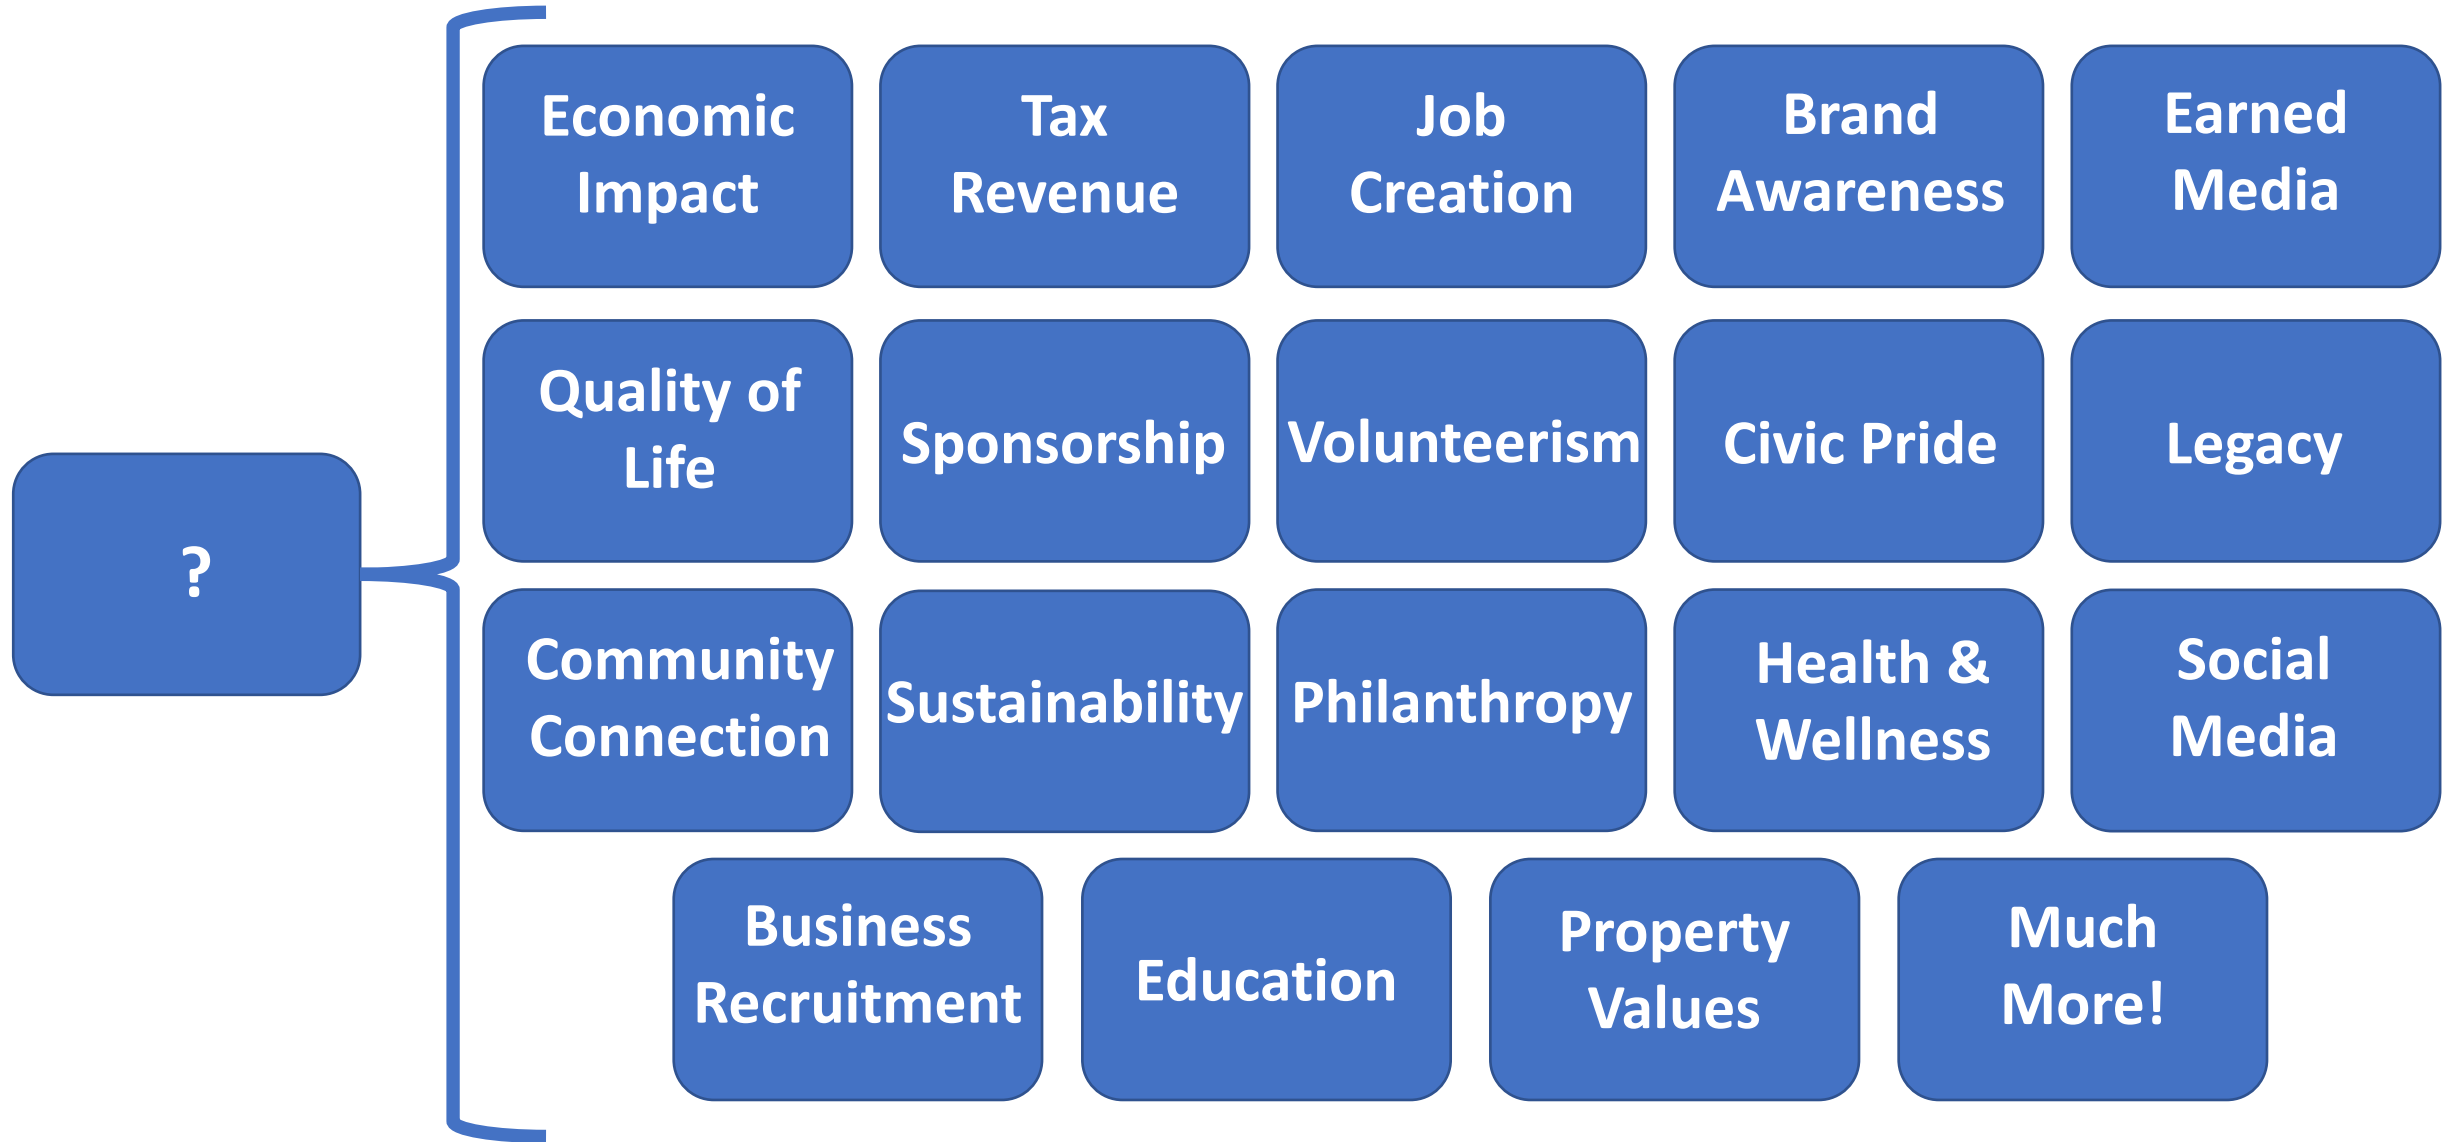 Economic
Impact
Tax
Revenue
Job
Creation
Brand
Awareness
Earned
Media
Quality of
Life
Sponsorship
Volunteerism
Civic Pride
Legacy
?
Community
Connection
Sustainability
Philanthropy
Health &
Wellness
Social
Media
Business
Recruitment
Education
Property
Values
Much
More!